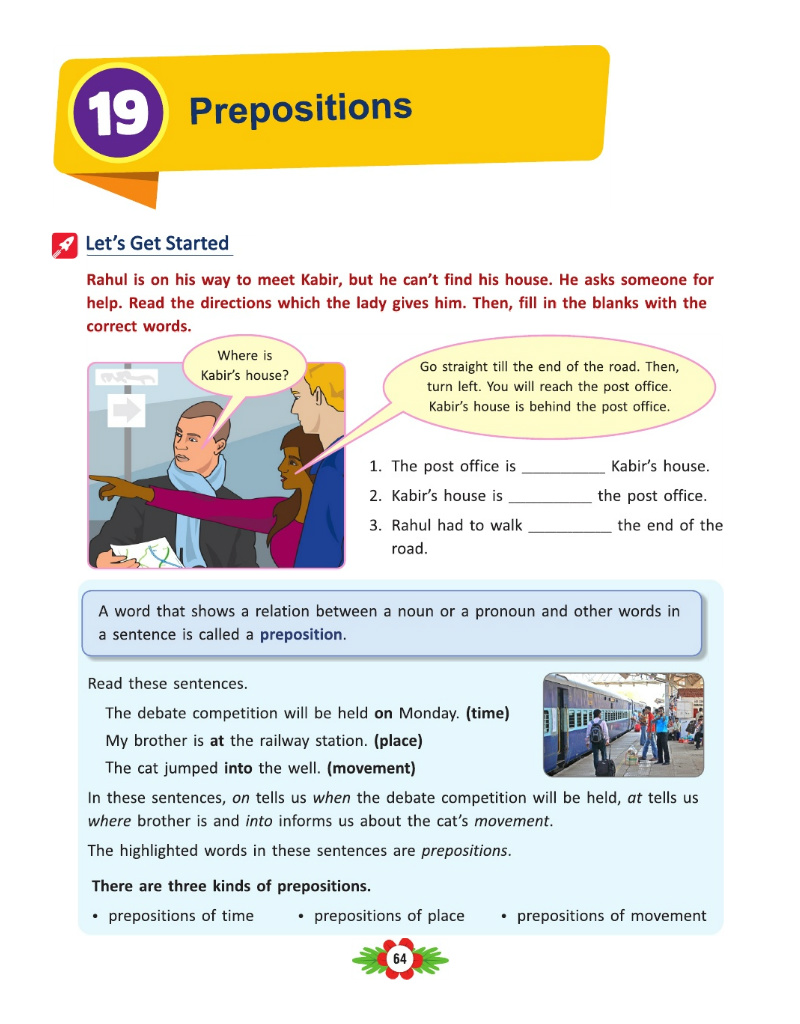 19
Prepositions
Let's Get Started
Rahul is on his way to meet Kabir, but he can't find his house. He asks someone for
help. Read the directions which the lady gives him. Then, fill in the blanks with the
correct words.
Where is
Kabir's house?
Go straight till the end of the road. Then,
turn left. You will reach the post office.
Kabir's house is behind the post office.
1. The post office is __________ Kabir's house.
2. Kabir's house is __________ the post office.
3. Rahul had to walk __________ the end of the
road.
A word that shows a relation between a noun or a pronoun and other words in
a sentence is called a preposition.
Read these sentences.
The debate competition will be held on Monday. (time)
My brother is at the railway station. (place)
The cat jumped into the well. (movement)
In these sentences, on tells us when the debate competition will be held, at tells us
where brother is and into informs us about the cat's movement.
The highlighted words in these sentences are prepositions.
There are three kinds of prepositions.
• prepositions of time • prepositions of place • prepositions of movement
64